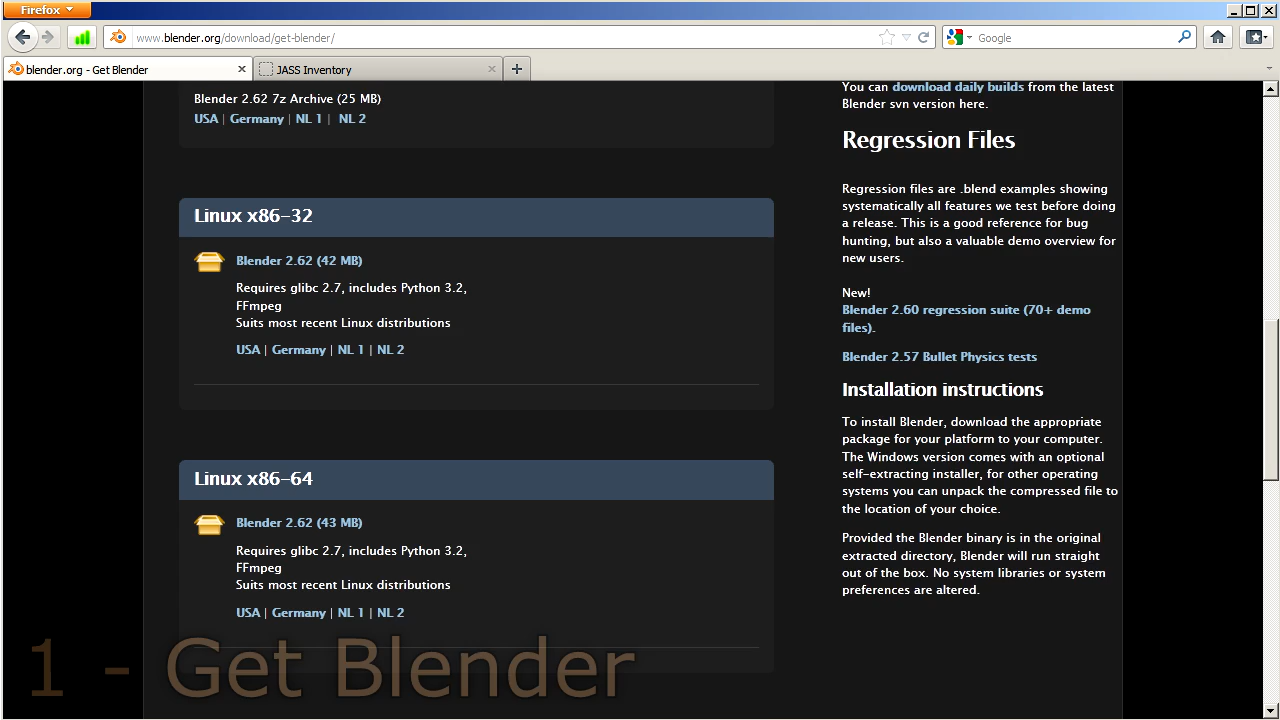 Firefox
www.blender.org/download/get-blender/
Google
blender.org - Get Blender
JASS Inventory
Blender 2.62 7z Archive (25 MB)
USA | Germany | NL 1 | NL 2
Linux x86-32
Blender 2.62 (42 MB)
Requires glibc 2.7, includes Python 3.2,
FFmpeg
Suits most recent Linux distributions
USA | Germany | NL 1 | NL 2
Linux x86-64
Blender 2.62 (43 MB)
Requires glibc 2.7, includes Python 3.2,
FFmpeg
Suits most recent Linux distributions
USA | Germany | NL 1 | NL 2
You can download daily builds from the latest
Blender svn version here.
Regression Files
Regression files are .blend examples showing
systematically all features we test before doing
a release. This is a good reference for bug
hunting, but also a valuable demo overview for
new users.
New!
Blender 2.60 regression suite (70+ demo
files).
Blender 2.57 Bullet Physics tests
Installation instructions
To install Blender, download the appropriate
package for your platform to your computer.
The Windows version comes with an optional
self-extracting installer, for other operating
systems you can unpack the compressed file to
the location of your choice.
Provided the Blender binary is in the original
extracted directory, Blender will run straight
out of the box. No system libraries or system
preferences are altered.
1 - Get Blender